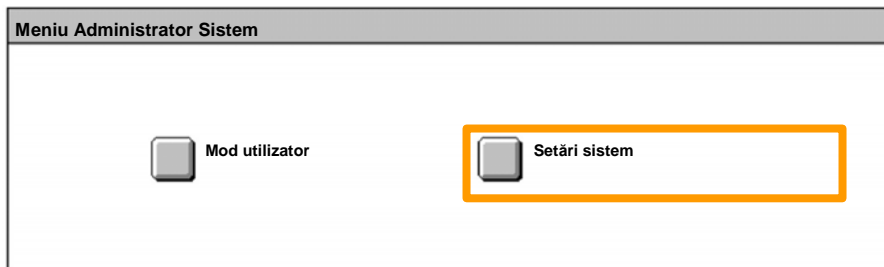 Meniu Administrator Sistem
Mod utilizator
Setări sistem